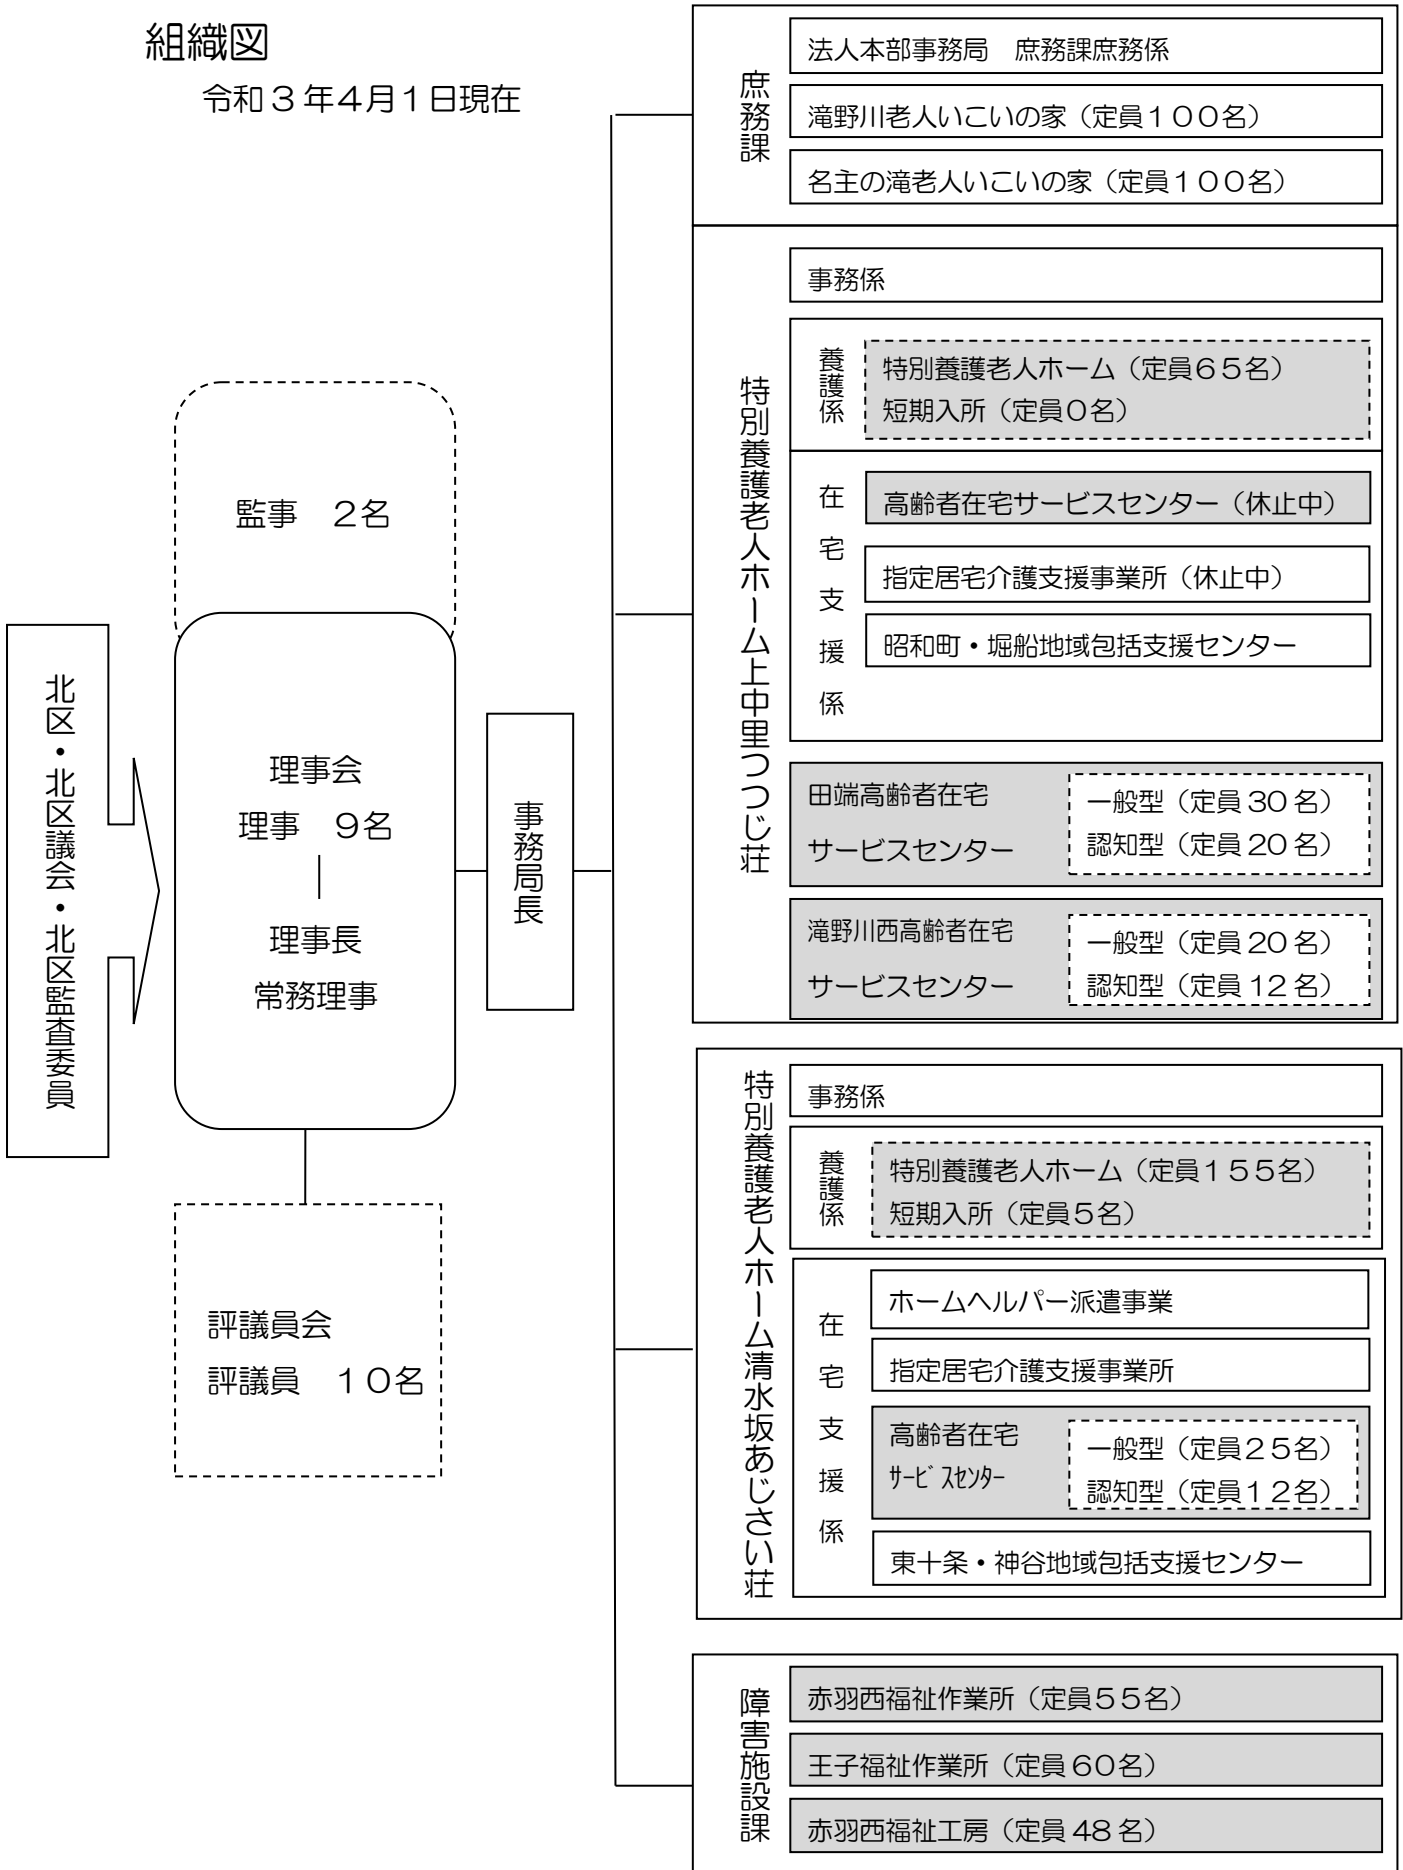 組織図
令和３年４月１日現在
北区・北区議会・北区監査委員
監事　２名
理事会
理事　９名
理事長
常務理事
評議員会
評議員　１０名
事務局長
庶務課
法人本部事務局　庶務課庶務係
滝野川老人いこいの家（定員１００名）
名主の滝老人いこいの家（定員１００名）
特別養護老人ホーム上中里つつじ荘
事務係
養護係
特別養護老人ホーム（定員６５名）
短期入所（定員０名）
在宅支援係
高齢者在宅サービスセンター（休止中）
指定居宅介護支援事業所（休止中）
昭和町・堀船地域包括支援センター
田端高齢者在宅
サービスセンター
一般型（定員30名）
認知型（定員20名）
滝野川西高齢者在宅
サービスセンター
一般型（定員20名）
認知型（定員12名）
特別養護老人ホーム清水坂あじさい荘
事務係
養護係
特別養護老人ホーム（定員１５５名）
短期入所（定員５名）
在宅支援係
ホームヘルパー派遣事業
指定居宅介護支援事業所
高齢者在宅
ｻｰﾋﾞｽｾﾝﾀｰ
一般型（定員２５名）
認知型（定員１２名）
東十条・神谷地域包括支援センター
障害施設課
赤羽西福祉作業所（定員５５名）
王子福祉作業所（定員60名）
赤羽西福祉工房（定員48名）